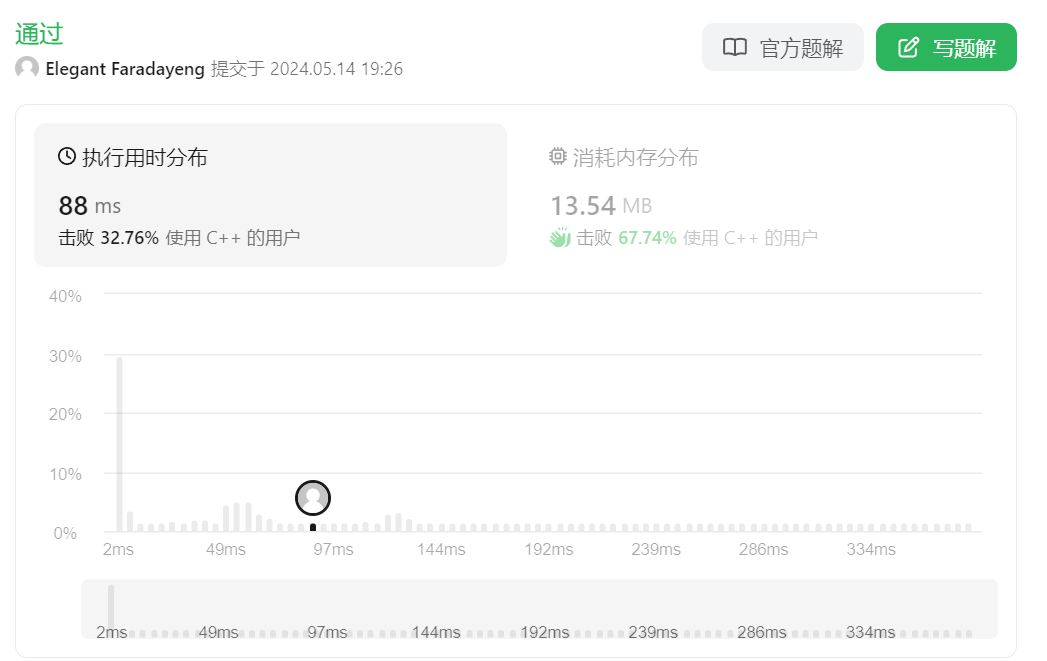 通过
Elegant Faradayeng 提交于 2024.05.14 19:26
官方题解
写题解
执行用时分布
88 ms
击败 32.76% 使用 C++ 的用户
消耗内存分布
13.54 MB
击败 67.74% 使用 C++ 的用户
40%
30%
20%
10%
0%
2ms 49ms 97ms 144ms 192ms 239ms 286ms 334ms
2ms 49ms 97ms 144ms 192ms 239ms 286ms 334ms